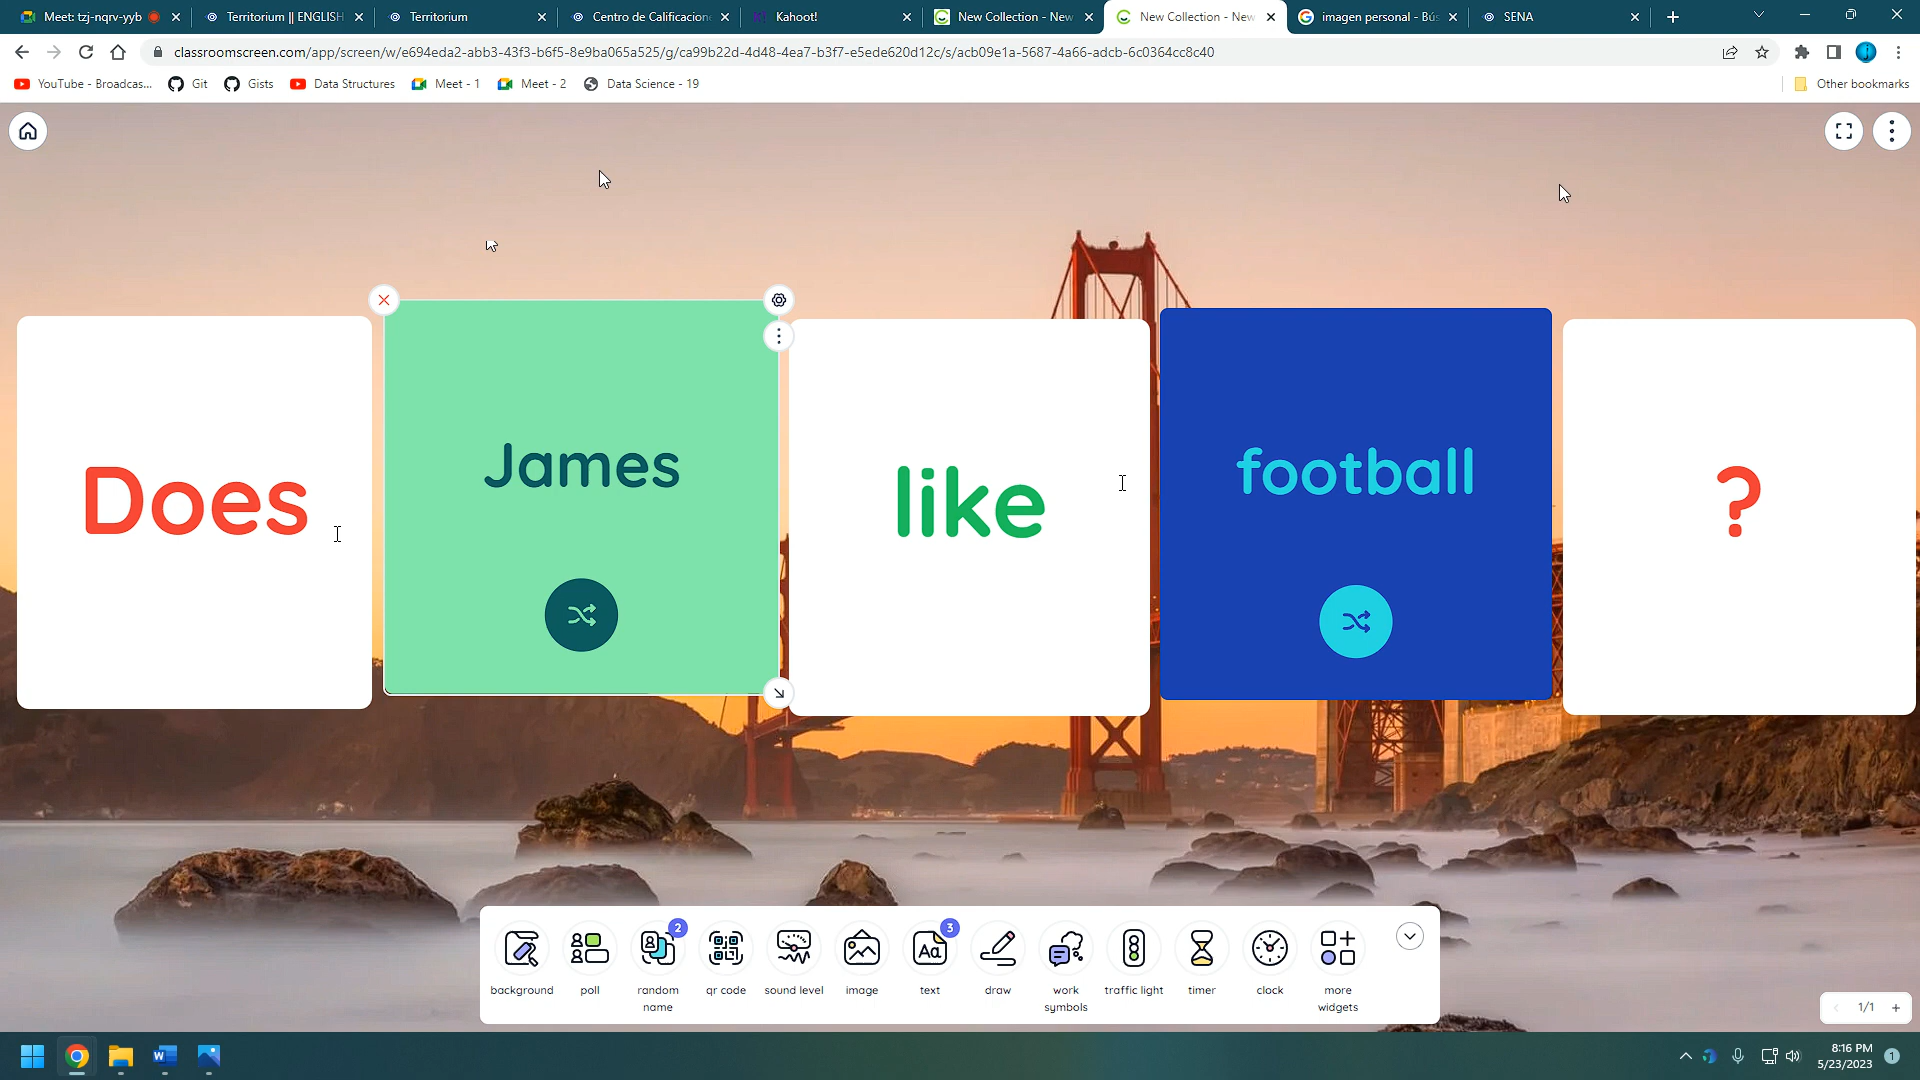 Meet: tzj-nqrv-yyb
Territorium || ENGLISH
Territorium
Centro de Calificacion
Kahoot!
New Collection - New
New Collection - New
imagen personal - Bús
SENA
classroomscreen.com/app/screen/w/e694eda2-abb3-43f3-b6f5-8e9ba065a525/g/ca99b22d-4d48-4ea7-b3f7-e5ede620d12c/s/acb09e1a-5687-4a66-adcb-6c0364cc8c40
YouTube - Broadcas...
Git
Gists
Data Structures
Meet - 1
Meet - 2
Data Science - 19
Other bookmarks
Does
James
like
football
?
2
3
background
poll
random
name
qr code
sound level
image
text
draw
work
symbols
traffic light
timer
clock
more
widgets
1/1
8:16 PM
5/23/2023
1